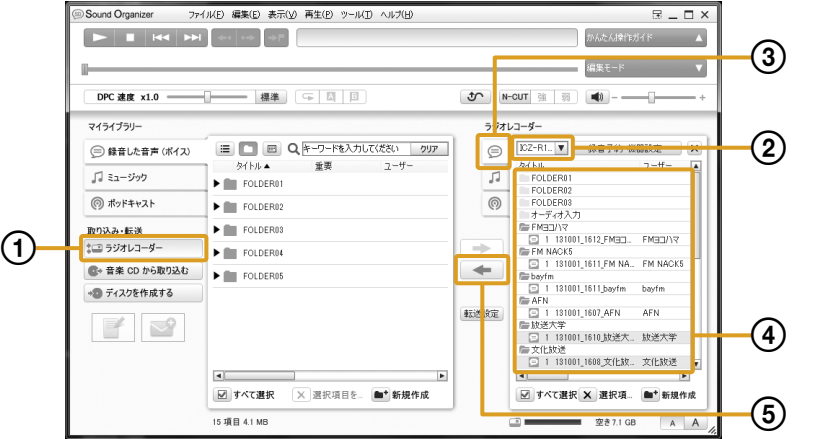 Sound Organizer ファイル(F) 編集(E) 表示(V) 再生(P) ツール(T) ヘルプ(H)
かんたん操作ガイド
編集モード
③
DPC 速度 x1.0 標準 A B N-CUT 強 弱
マイライブラリー
ラジオレコーダー
録音した音声 (ボイス)
キーワードを入力してください クリア
ICZ-R1... 録音予約・機器設定
②
タイトル 重要 ユーザー
タイトル ユーザー
ミュージック
ポッドキャスト
取り込み・転送
① ラジオレコーダー
音楽 CD から取り込む
ディスクを作成する
FOLDER01
FOLDER02
FOLDER03
FOLDER04
FOLDER05
転送設定
FOLDER01
FOLDER02
FOLDER03
オーディオ入力
FMヨコハマ
1 131001_1612_FMヨコ... FMヨコハマ
FM NACK5
1 131001_1611_FM NA... FM NACK5
bayfm
1 131001_1611_bayfm bayfm
AFN
1 131001_1607_AFN AFN
放送大学
④
1 131001_1610_放送大... 放送大学
文化放送
1 131001_1608_文化放... 文化放送
すべて選択 選択項目を... 新規作成
すべて選択 選択項... 新規作成
⑤
15 項目 4.1 MB
空き7.1 GB A A